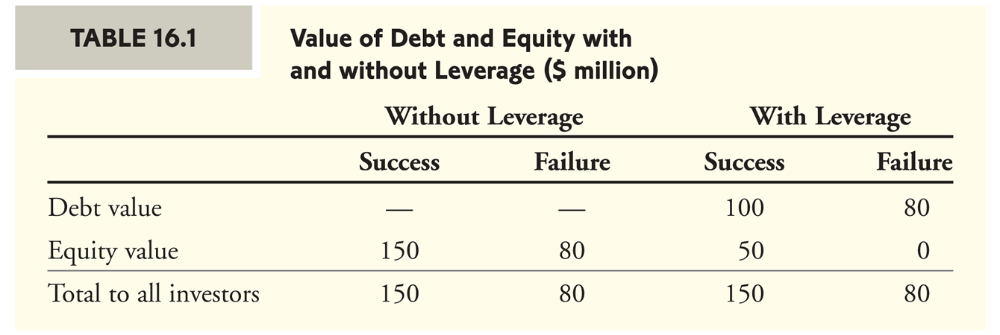 TABLE 16.1
Value of Debt and Equity with
and without Leverage ($ million)
Without Leverage With Leverage
Success Failure Success Failure
Debt value — — 100 80
Equity value 150 80 50 0
Total to all investors 150 80 150 80